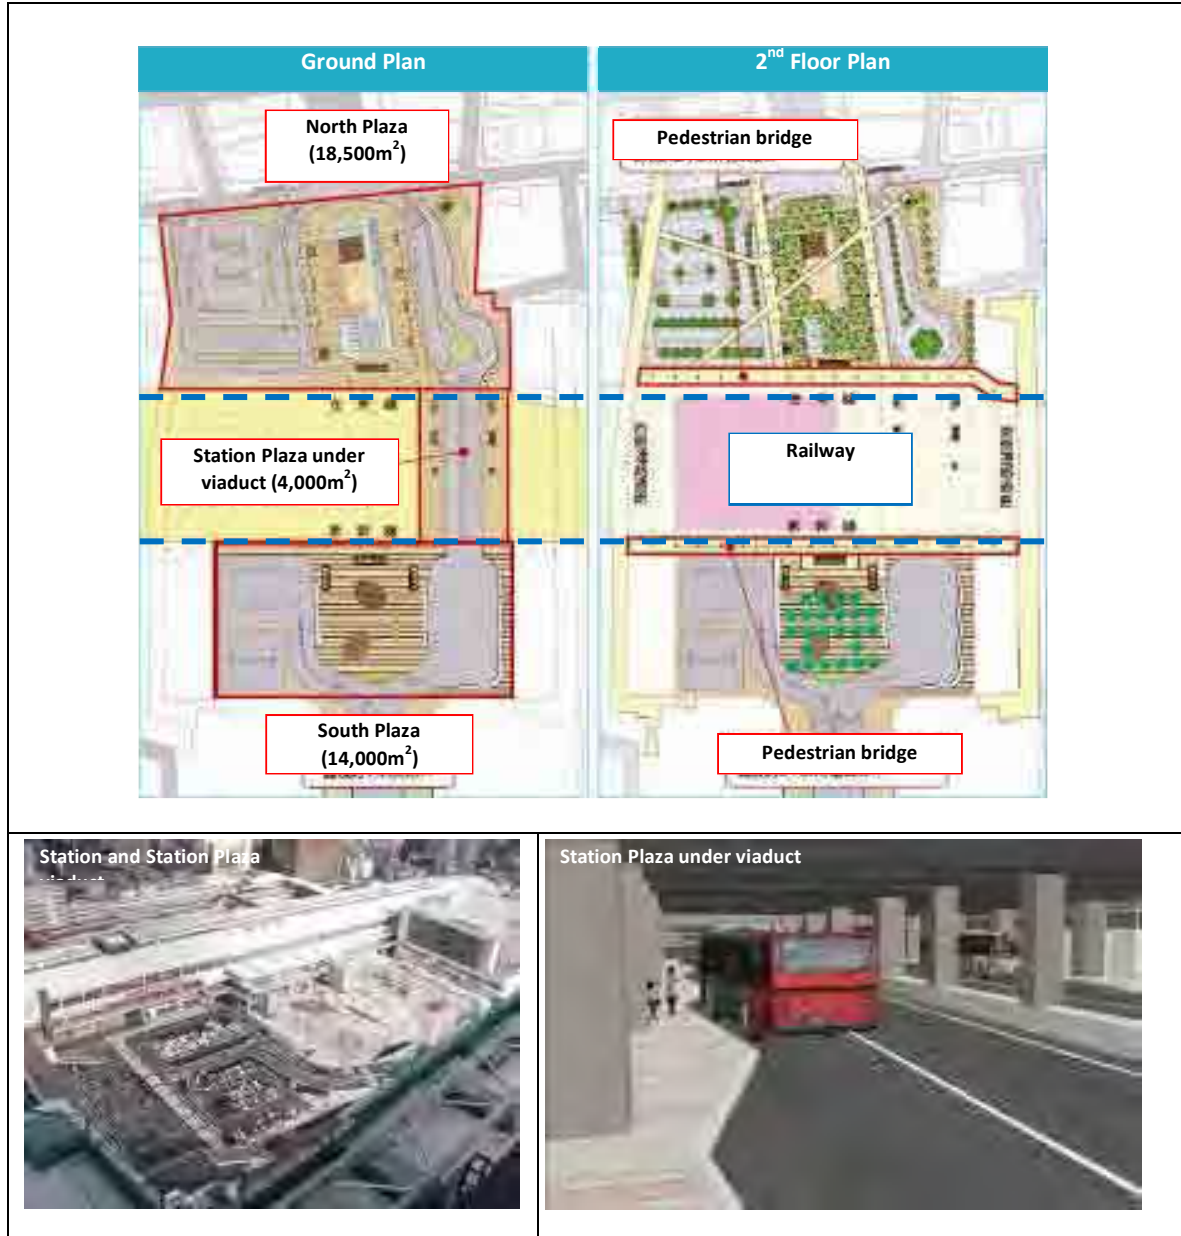 Ground Plan
2nd Floor Plan
North Plaza
(18,500m2)
Pedestrian bridge
Station Plaza under
viaduct (4,000m2)
Railway
South Plaza
(14,000m2)
Pedestrian bridge
Station and Station Plaza
viaduct
Station Plaza under viaduct